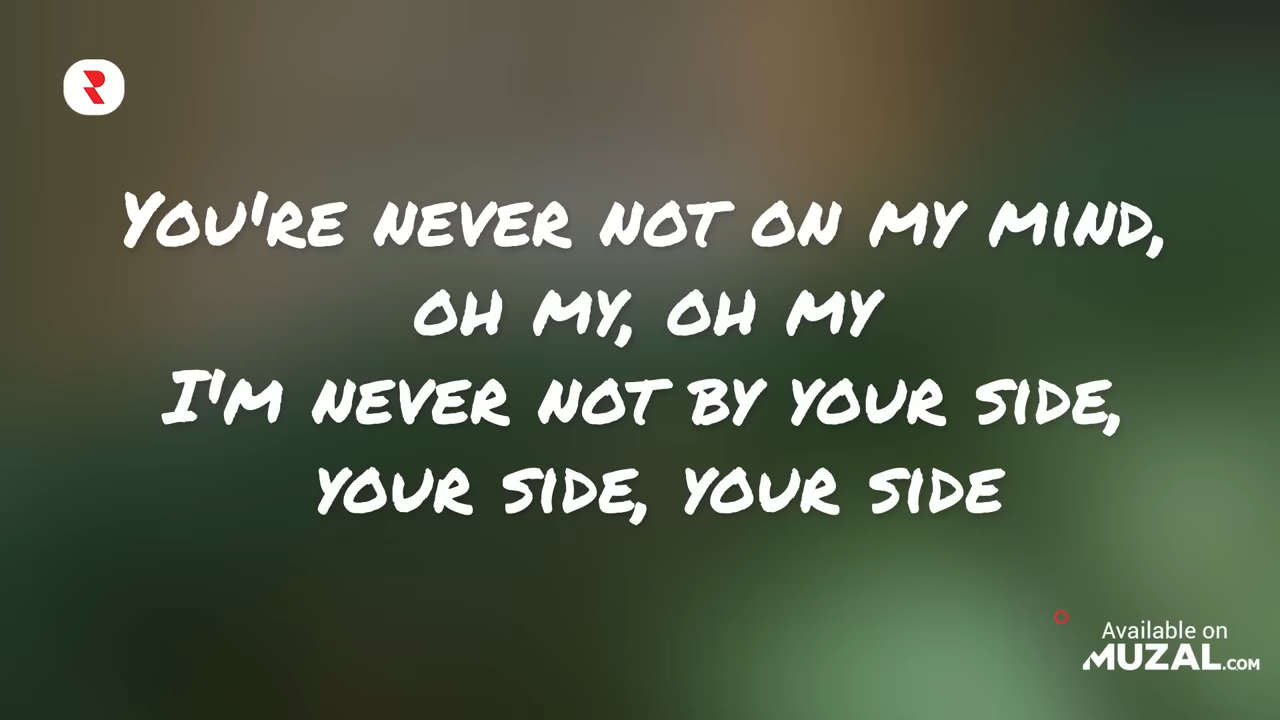 YOU'RE NEVER NOT ON MY MIND,
OH MY, OH MY
I'M NEVER NOT BY YOUR SIDE,
YOUR SIDE, YOUR SIDE
Available on
MUZAL.COM